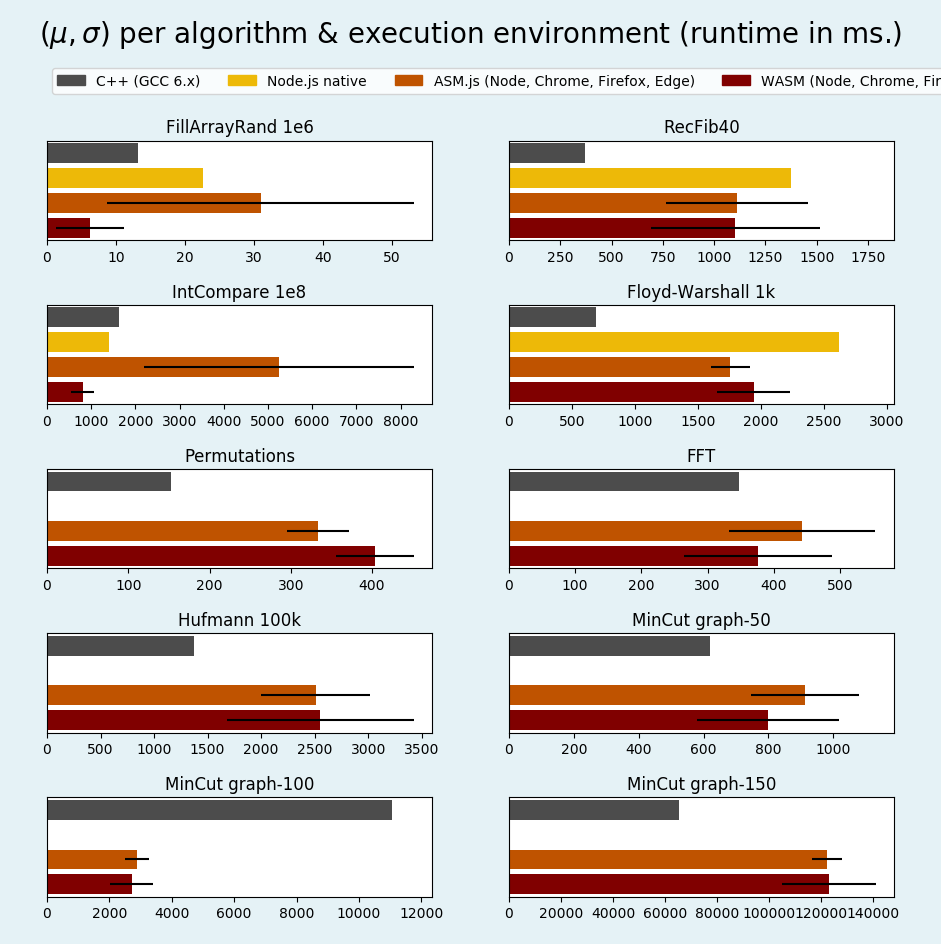 (μ, σ) per algorithm & execution environment (runtime in ms.)
C++ (GCC 6.x) Node.js native ASM.js (Node, Chrome, Firefox, Edge) WASM (Node, Chrome, Fir
FillArrayRand 1e6 RecFib40
0 10 20 30 40 50 0 250 500 750 1000 1250 1500 1750
IntCompare 1e8 Floyd-Warshall 1k
0 1000 2000 3000 4000 5000 6000 7000 8000 0 500 1000 1500 2000 2500 3000
Permutations FFT
0 100 200 300 400 0 100 200 300 400 500
Hufmann 100k MinCut graph-50
0 500 1000 1500 2000 2500 3000 3500 0 200 400 600 800 1000
MinCut graph-100 MinCut graph-150
0 2000 4000 6000 8000 10000 12000 0 20000 40000 60000 80000 100000 120000 140000